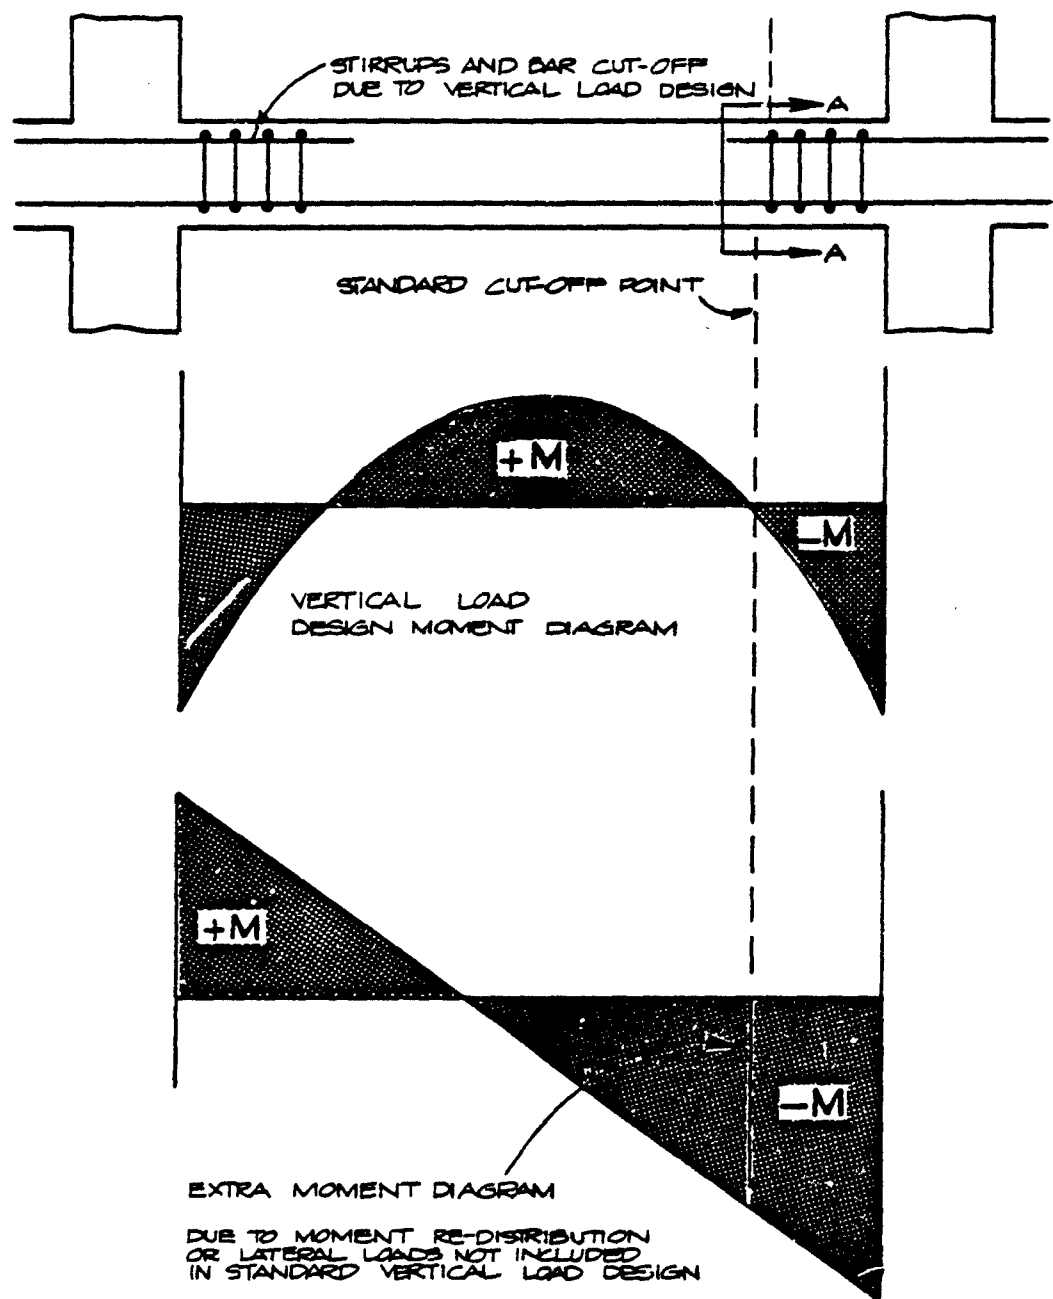 STIRRUPS AND BAR CUT-OFF
DUE TO VERTICAL LOAD DESIGN
A
A
STANDARD CUT-OFF POINT
+M
-M
VERTICAL LOAD
DESIGN MOMENT DIAGRAM
+M
-M
EXTRA MOMENT DIAGRAM
DUE TO MOMENT RE-DISTRIBUTION
OR LATERAL LOADS NOT INCLUDED
IN STANDARD VERTICAL LOAD DESIGN